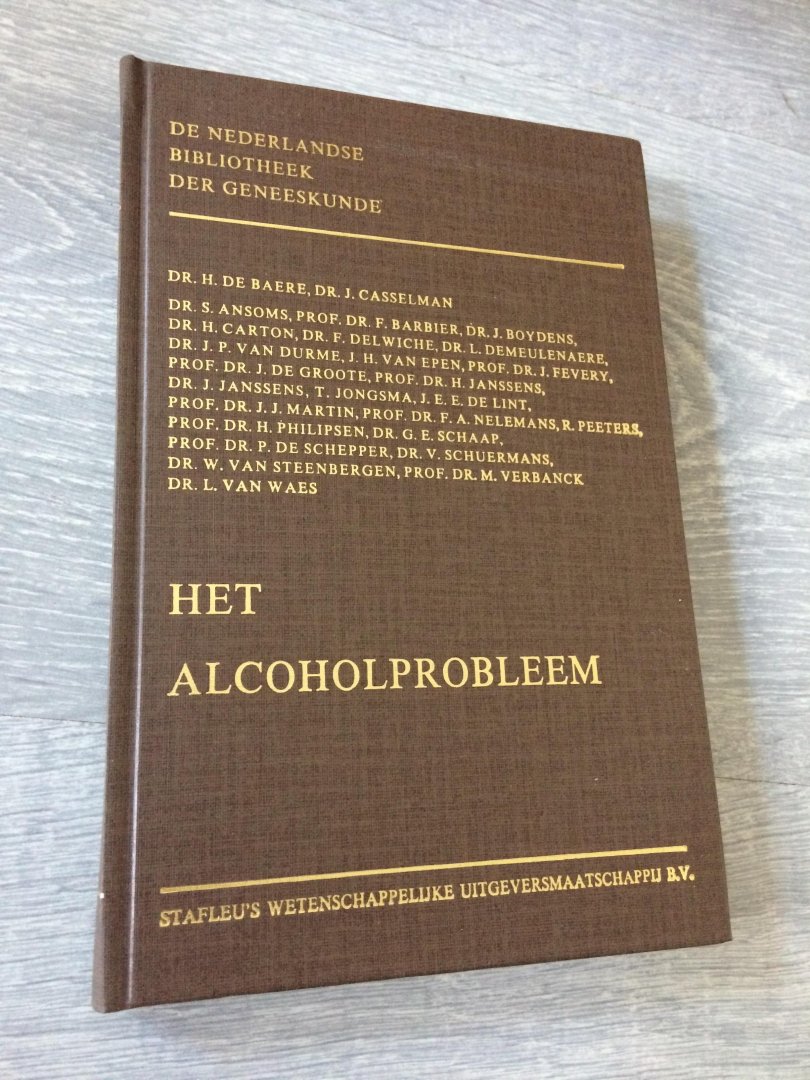 DE NEDERLANDSE
BIBLIOTHEEK
DER GENEESKUNDE
DR. H. DE BAERE, DR. J. CASSELMAN
DR. S. ANSOMS, PROF. DR. F. BARBIER, DR. J. BOYDENS,
DR. H. CARTON, DR. F. DELWICHE, DR. L. DEMEULENAERE,
DR. J. P. VAN DURME, J. H. VAN EPEN, PROF. DR. J. FEVERY,
PROF. DR. J. DE GROOTE, PROF. DR. H. JANSSENS,
DR. J. JANSSENS, T. JONGSMA, J. E. E. DE LINT,
PROF. DR. J. J. MARTIN, PROF. DR. F. A. NELEMANS, R. PEETERS,
PROF. DR. H. PHILIPSEN, DR. G. E. SCHAAP,
PROF. DR. P. DE SCHEPPER, DR. V. SCHUERMANS,
DR. W. VAN STEENBERGEN, PROF. DR. M. VERBANCK
DR. L. VAN WAES
HET
ALCOHOLPROBLEEM
STAFLEU'S WETENSCHAPPELIJKE UITGEVERSMAATSCHAPPIJ B.V.